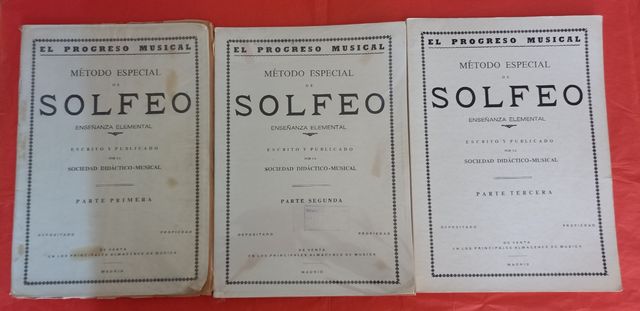 EL PROGRESO MUSICAL
MÉTODO ESPECIAL
DE
SOLFEO
ENSEÑANZA ELEMENTAL
ESCRITO Y PUBLICADO
POR LA
SOCIEDAD DIDÁCTICO-MUSICAL
PARTE PRIMERA
DEPOSITADO PROPIEDAD
DE VENTA
EN LOS PRINCIPALES ALMACENES DE MUSICA
MADRID
EL PROGRESO MUSICAL
MÉTODO ESPECIAL
DE
SOLFEO
ENSEÑANZA ELEMENTAL
ESCRITO Y PUBLICADO
POR LA
SOCIEDAD DIDÁCTICO-MUSICAL
PARTE SEGUNDA
DEPOSITADO PROPIEDAD
DE VENTA
EN LOS PRINCIPALES ALMACENES DE MUSICA
MADRID
EL PROGRESO MUSICAL
MÉTODO ESPECIAL
DE
SOLFEO
ENSEÑANZA ELEMENTAL
ESCRITO Y PUBLICADO
POR LA
SOCIEDAD DIDÁCTICO-MUSICAL
PARTE TERCERA
DEPOSITADO PROPIEDAD
DE VENTA
EN LOS PRINCIPALES ALMACENES DE MUSICA
MADRID